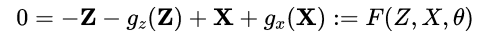 0 = −Z − g_z(Z) + X + g_x(X) := F(Z, X, θ)